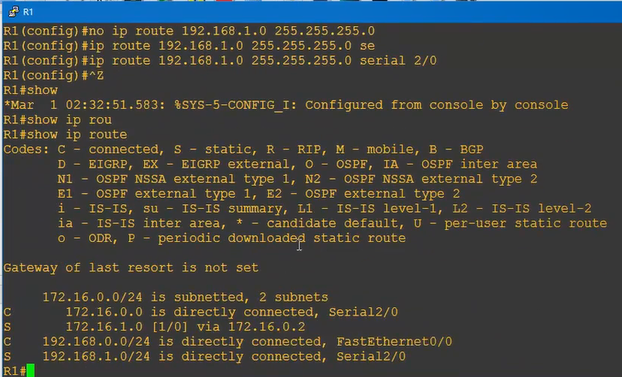 R1
R1(config)#no ip route 192.168.1.0 255.255.255.0
R1(config)#ip route 192.168.1.0 255.255.255.0 se
R1(config)#ip route 192.168.1.0 255.255.255.0 serial 2/0
R1(config)#^Z
R1#show
*Mar  1 02:32:51.583: %SYS-5-CONFIG_I: Configured from console by console
R1#show ip rou
R1#show ip route
Codes: C - connected, S - static, R - RIP, M - mobile, B - BGP
       D - EIGRP, EX - EIGRP external, O - OSPF, IA - OSPF inter area
       N1 - OSPF NSSA external type 1, N2 - OSPF NSSA external type 2
       E1 - OSPF external type 1, E2 - OSPF external type 2
       i - IS-IS, su - IS-IS summary, L1 - IS-IS level-1, L2 - IS-IS level-2
       ia - IS-IS inter area, * - candidate default, U - per-user static route
       o - ODR, P - periodic downloaded static route
Gateway of last resort is not set
     172.16.0.0/24 is subnetted, 2 subnets
C       172.16.0.0 is directly connected, Serial2/0
S       172.16.1.0 [1/0] via 172.16.0.2
C    192.168.0.0/24 is directly connected, FastEthernet0/0
S    192.168.1.0/24 is directly connected, Serial2/0
R1#